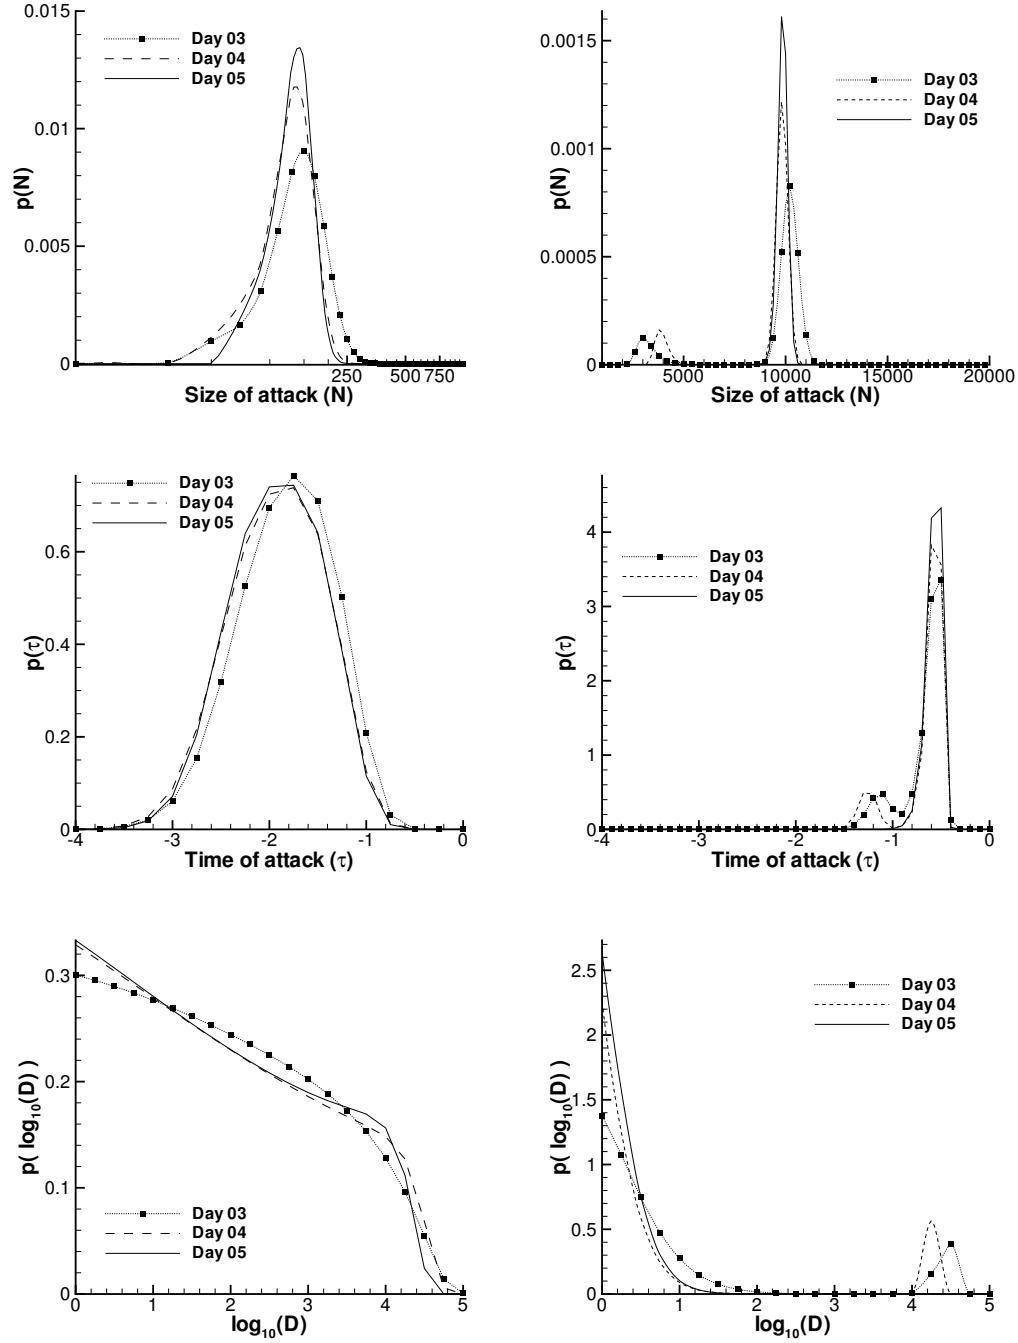 0.015
Day 03
Day 04
Day 05
0.01
p(N)
0.005
0
250 500 750
Size of attack (N)
0.0015
Day 03
Day 04
Day 05
0.001
p(N)
0.0005
0
5000 10000 15000 20000
Size of attack (N)
Day 03
Day 04
Day 05
0.6
0.4
p(τ)
0.2
0
-4 -3 -2 -1 0
Time of attack (τ)
4
Day 03
Day 04
Day 05
3
p(τ)
2
1
0
-4 -3 -2 -1 0
Time of attack (τ)
0.3
p( log₁₀(D) )
0.2
0.1
Day 03
Day 04
Day 05
0
0 1 2 3 4 5
log₁₀(D)
2.5
Day 03
Day 04
Day 05
2
p( log₁₀(D) )
1.5
1
0.5
0
0 1 2 3 4 5
log₁₀(D)